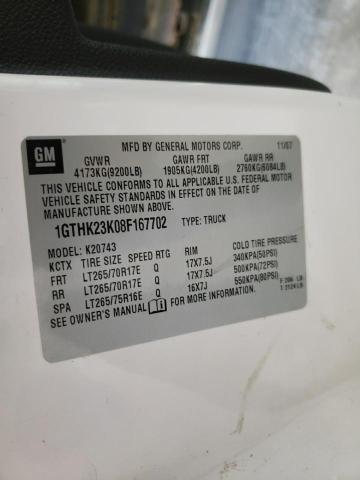 GM
MFD BY GENERAL MOTORS CORP. 11/07
GVWR GAWR FRT GAWR RR
4173KG(9200LB) 1905KG(4200LB) 2760KG(6084LB)
THIS VEHICLE CONFORMS TO ALL APPLICABLE U.S. FEDERAL MOTOR
VEHICLE SAFETY STANDARDS IN EFFECT ON THE DATE OF
MANUFACTURE SHOWN ABOVE.
1GTHK23K08F167702 TYPE: TRUCK
MODEL: K20743
KCTX TIRE SIZE SPEED RTG RIM COLD TIRE PRESSURE
FRT LT265/70R17E Q 17X7.5J 340KPA(50PSI)
RR LT265/70R17E Q 17X7.5J 500KPA(72PSI)
SPA LT265/75R16E Q 16X7J 550KPA(80PSI)
SEE OWNER'S MANUAL FOR MORE INFORMATION.